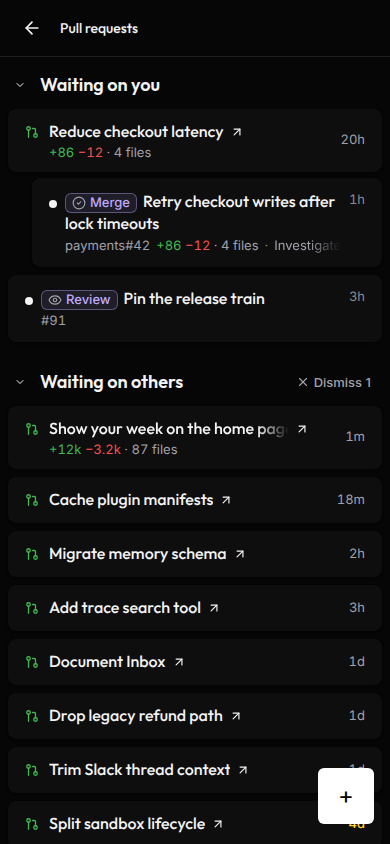 Pull requests
Waiting on you
Reduce checkout latency
20h
+86 −12 · 4 files
Merge Retry checkout writes after
1h
lock timeouts
payments#42 +86 −12 · 4 files · Investigate
Review Pin the release train
3h
#91
Waiting on others
Dismiss 1
Show your week on the home page
1m
+12k −3.2k · 87 files
Cache plugin manifests
18m
Migrate memory schema
2h
Add trace search tool
3h
Document Inbox
1d
Drop legacy refund path
1d
Trim Slack thread context
Split sandbox lifecycle
4d
+